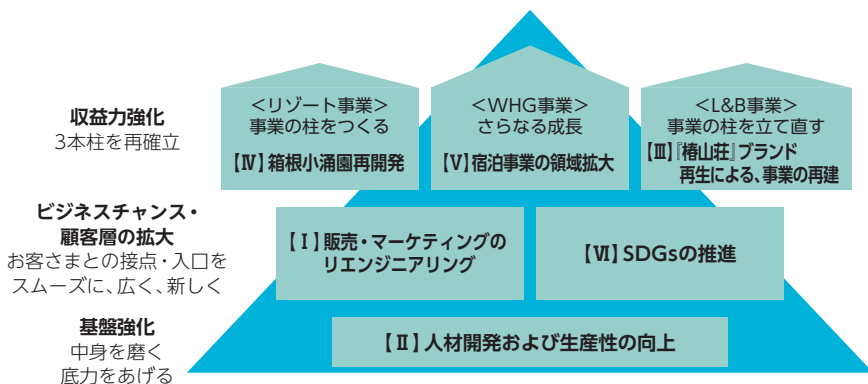 収益力強化
3本柱を再確立
＜リゾート事業＞
事業の柱をつくる
【Ⅳ】箱根小涌園再開発
＜WHG事業＞
さらなる成長
【Ⅴ】宿泊事業の領域拡大
＜L&B事業＞
事業の柱を立て直す
【Ⅲ】『椿山荘』ブランド
再生による、事業の再建
ビジネスチャンス・
顧客層の拡大
お客さまとの接点・入口を
スムーズに、広く、新しく
【Ⅰ】販売・マーケティングの
リエンジニアリング
【Ⅵ】SDGsの推進
基盤強化
中身を磨く
底力をあげる
【Ⅱ】人材開発および生産性の向上